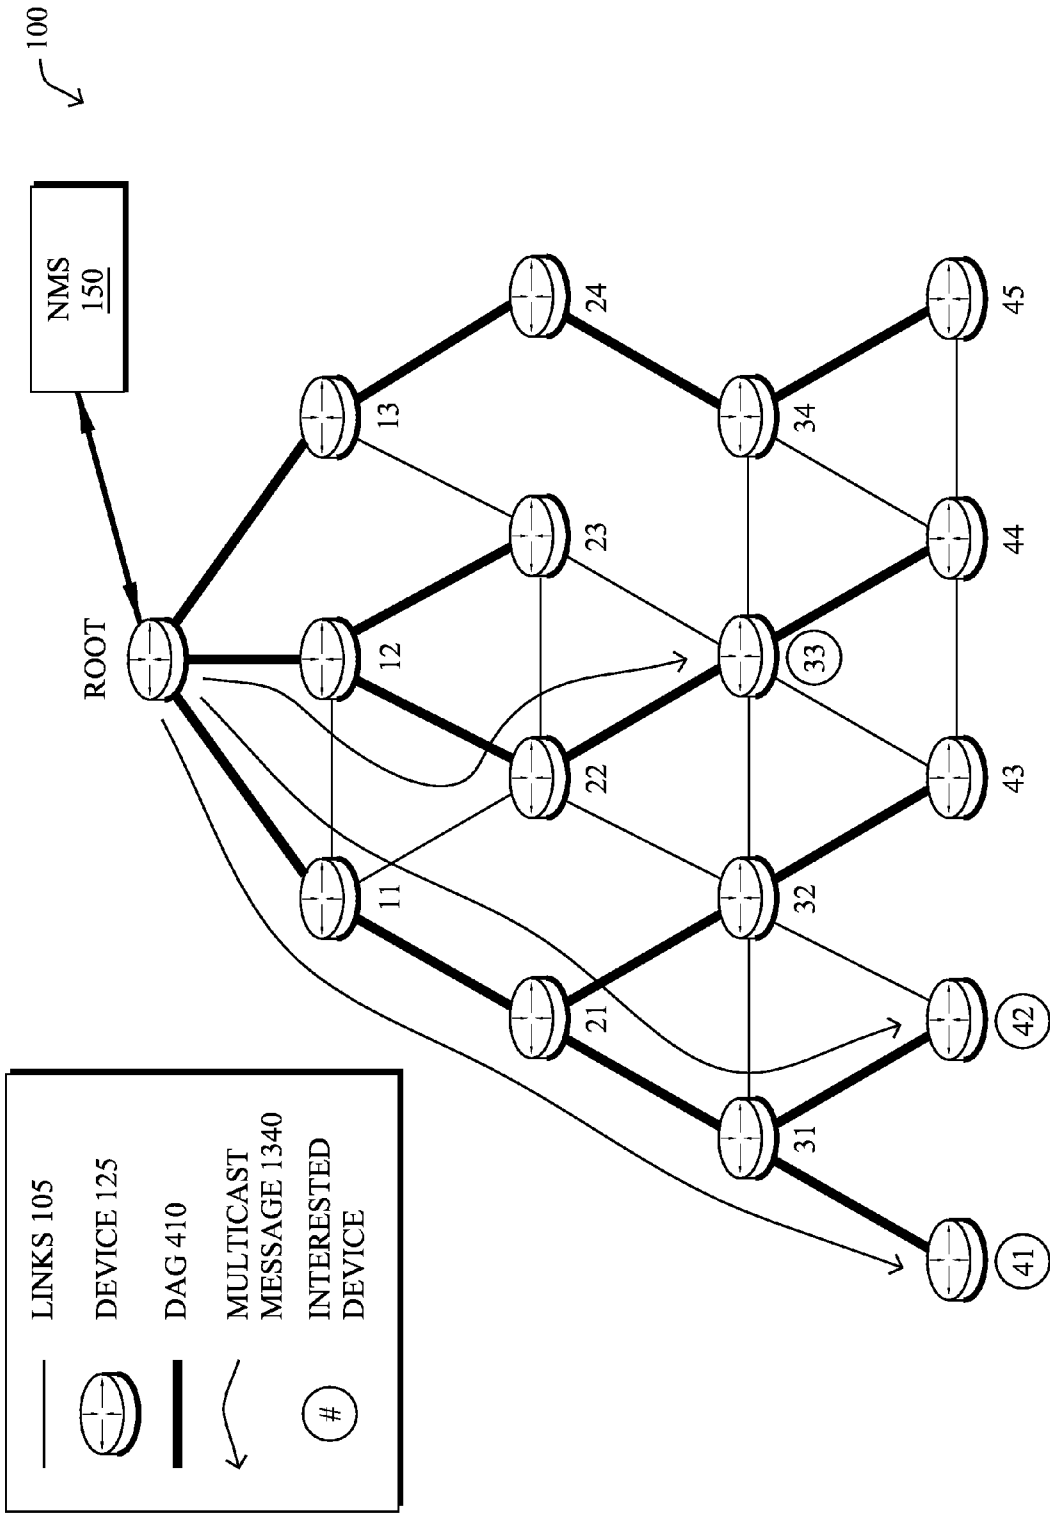 100
NMS
150
ROOT
11
12
13
21
22
23
24
31
32
33
34
41
42
43
44
45
LINKS 105
DEVICE 125
DAG 410
MULTICAST
MESSAGE 1340
#
INTERESTED
DEVICE